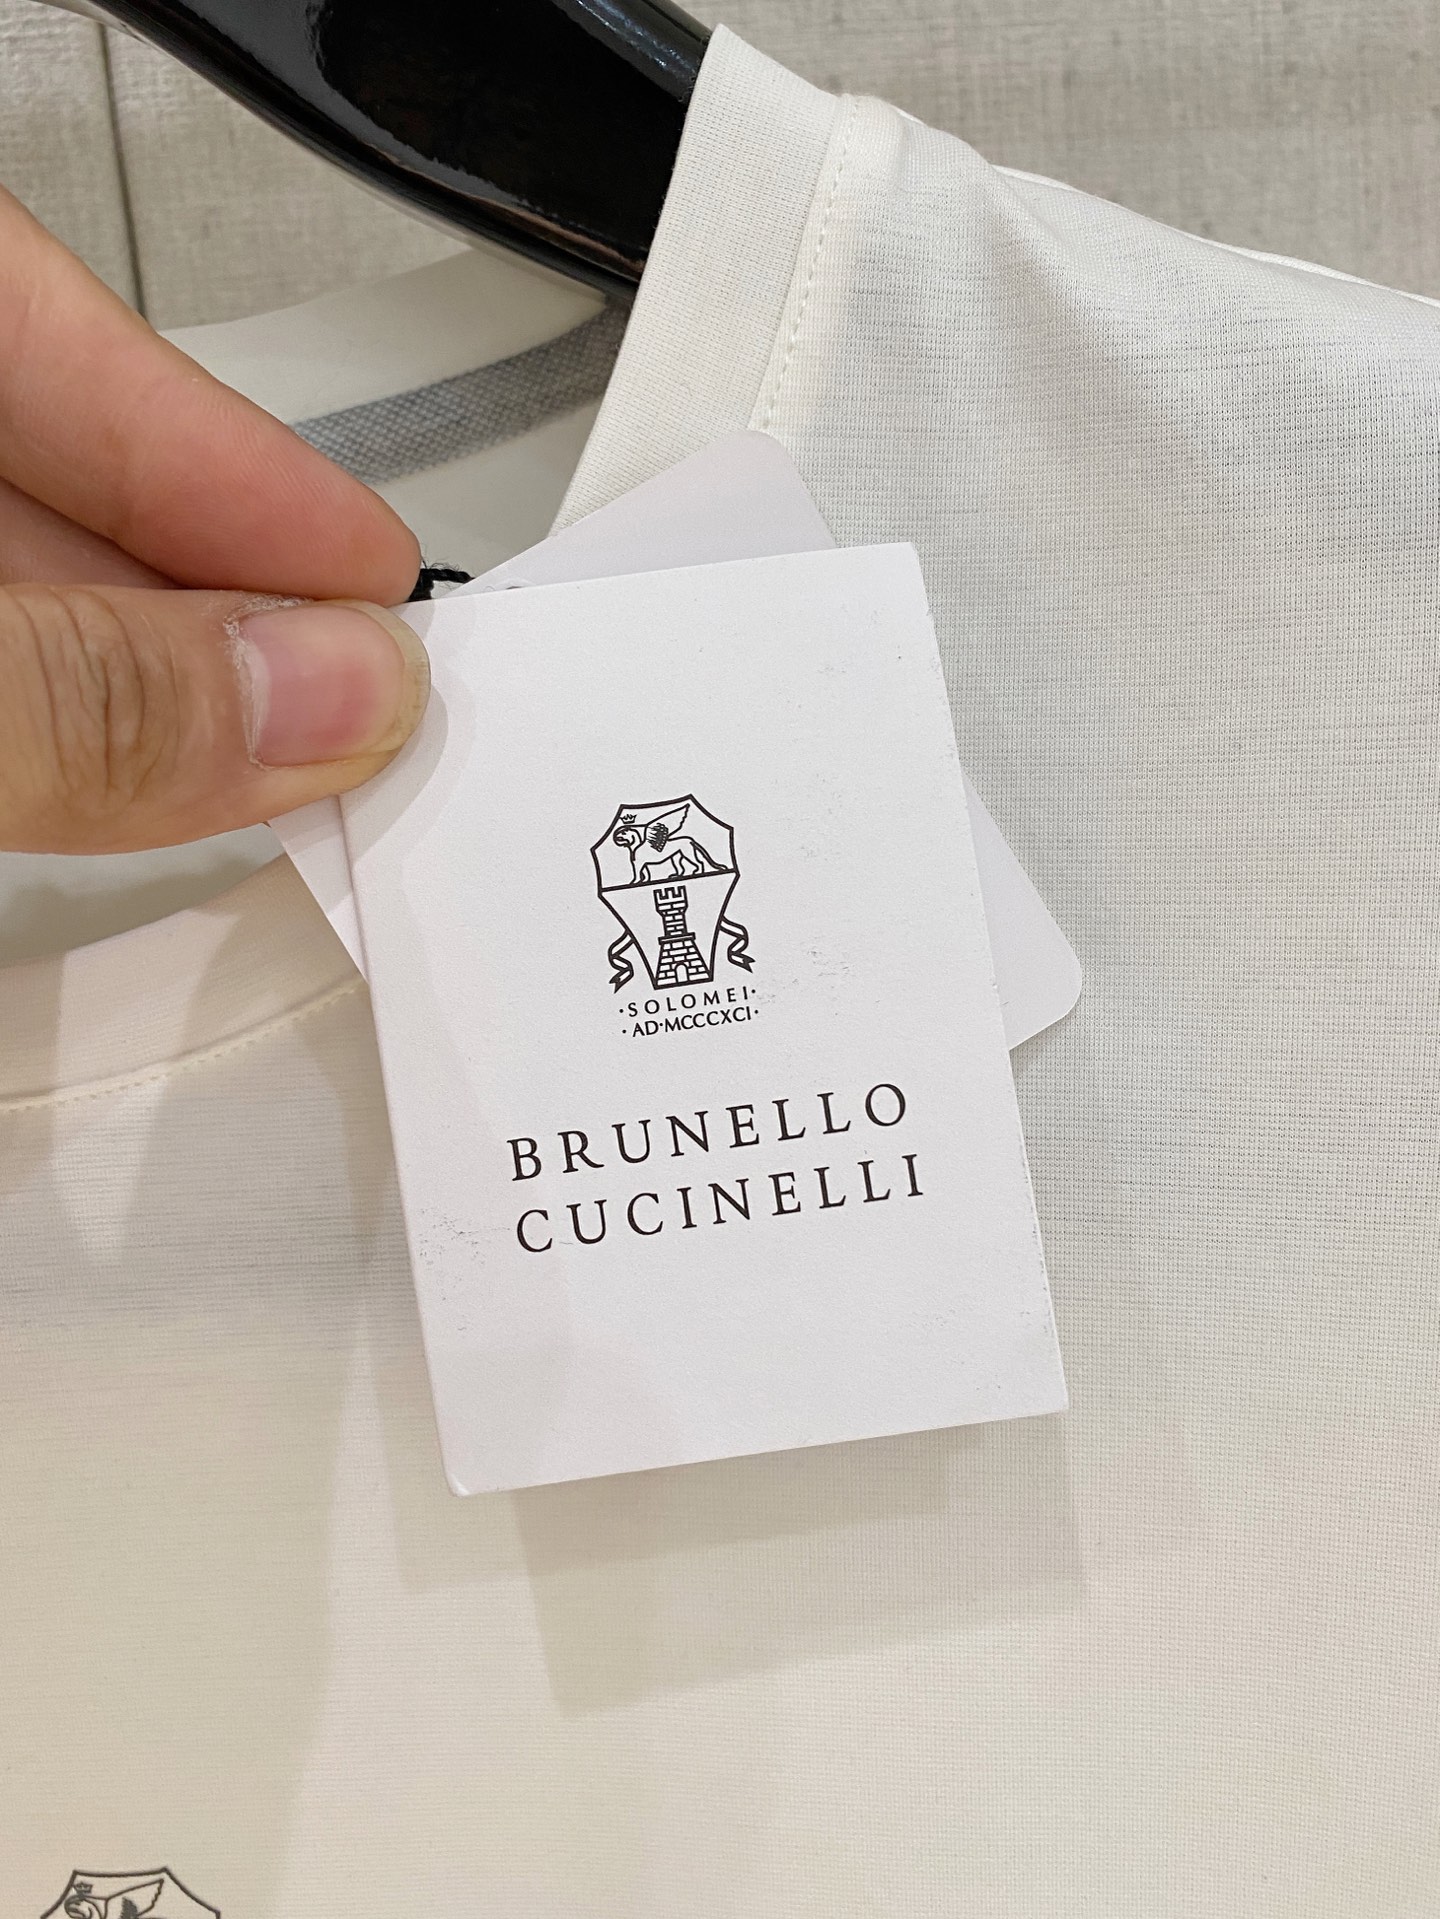 ·SOLOMEI·
·AD·MCCCXCI·
BRUNELLO
CUCINELLI